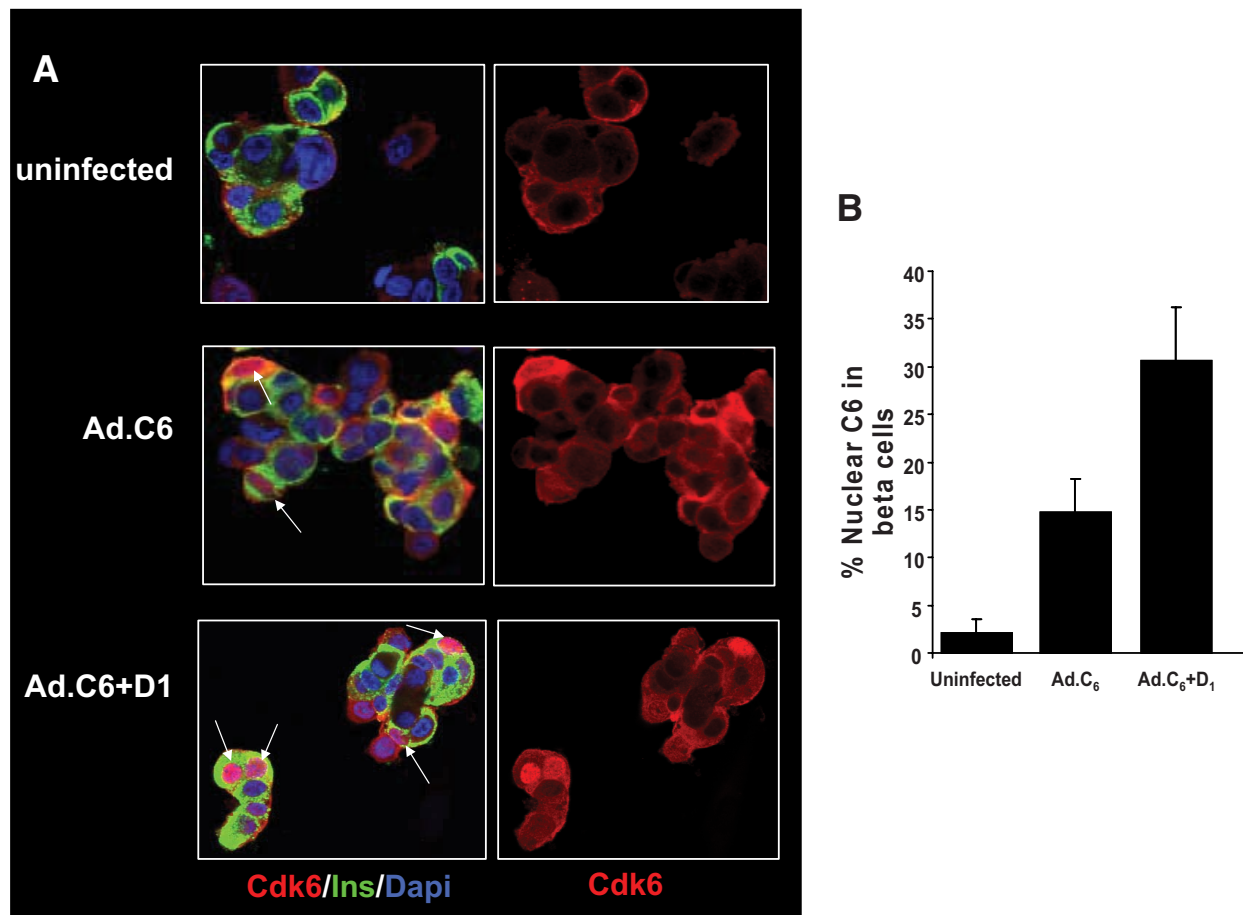 A
uninfected
Ad.C6
Ad.C6+D1
Cdk6/Ins/Dapi
Cdk6
B
% Nuclear C6 in
beta cells
40
35
30
25
20
15
10
5
0
Uninfected
Ad.C₆
Ad.C₆+D₁